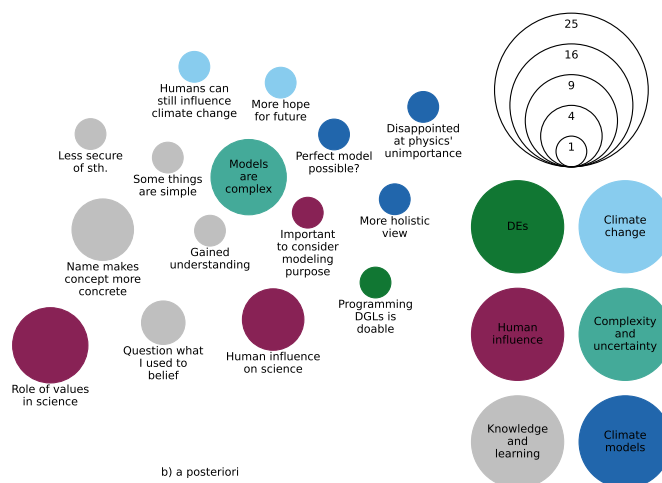 25
16
9
4
1
Humans can
still influence
climate change
More hope
for future
Disappointed
at physics'
unimportance
Less secure
of sth.
Some things
are simple
Models
are
complex
Perfect model
possible?
More holistic
view
Name makes
concept more
concrete
Gained
understanding
Important
to consider
modeling
purpose
Programming
DGLs is
doable
Role of values
in science
Question what
I used to
belief
Human influence
on science
DEs
Climate
change
Human
influence
Complexity
and
uncertainty
Knowledge
and
learning
Climate
models
b) a posteriori